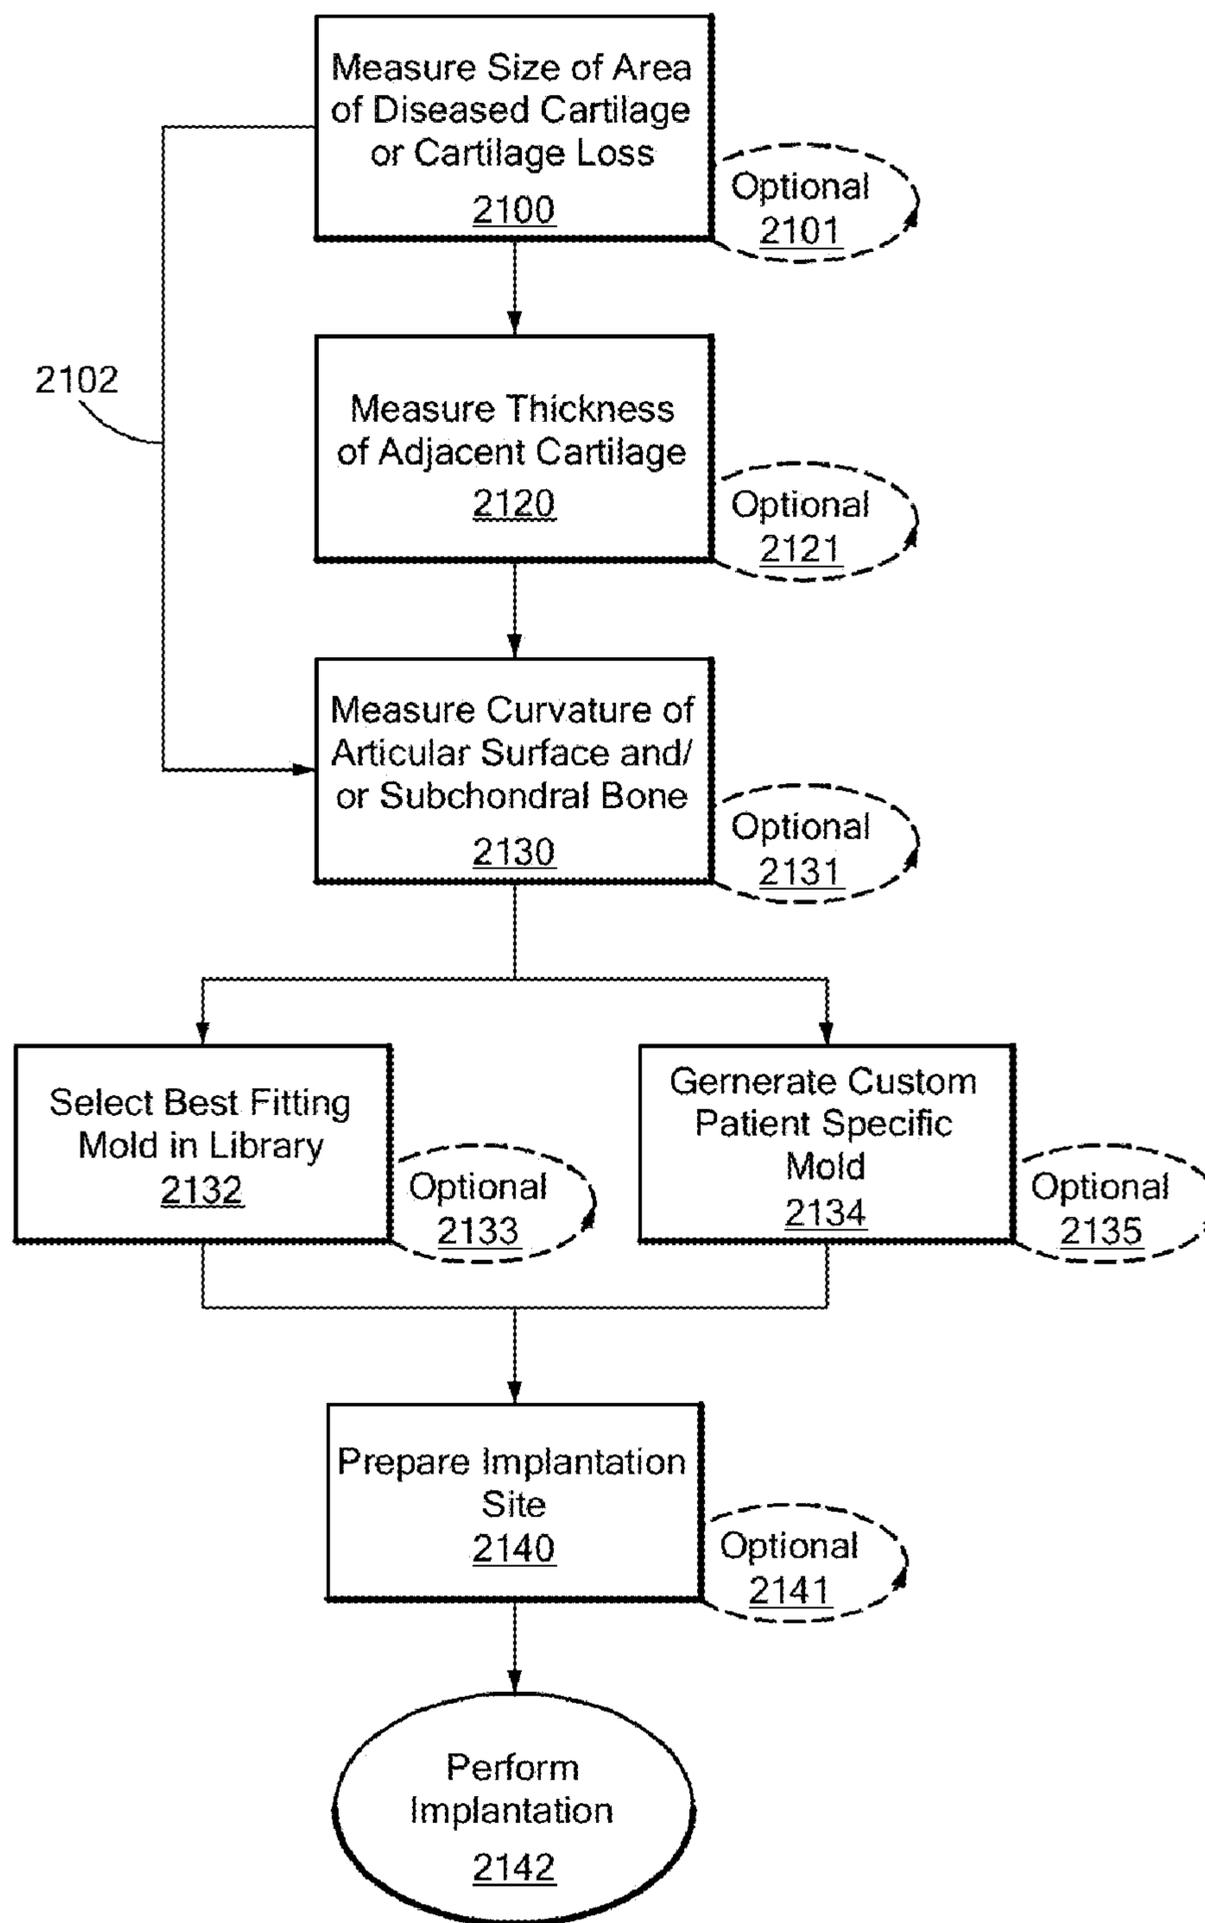 Measure Size of Area
of Diseased Cartilage
or Cartilage Loss
2100
Optional
2101
2102
Measure Thickness
of Adjacent Cartilage
2120
Optional
2121
Measure Curvature of
Articular Surface and/
or Subchondral Bone
2130
Optional
2131
Select Best Fitting
Mold in Library
2132
Optional
2133
Gernerate Custom
Patient Specific
Mold
2134
Optional
2135
Prepare Implantation
Site
2140
Optional
2141
Perform
Implantation
2142